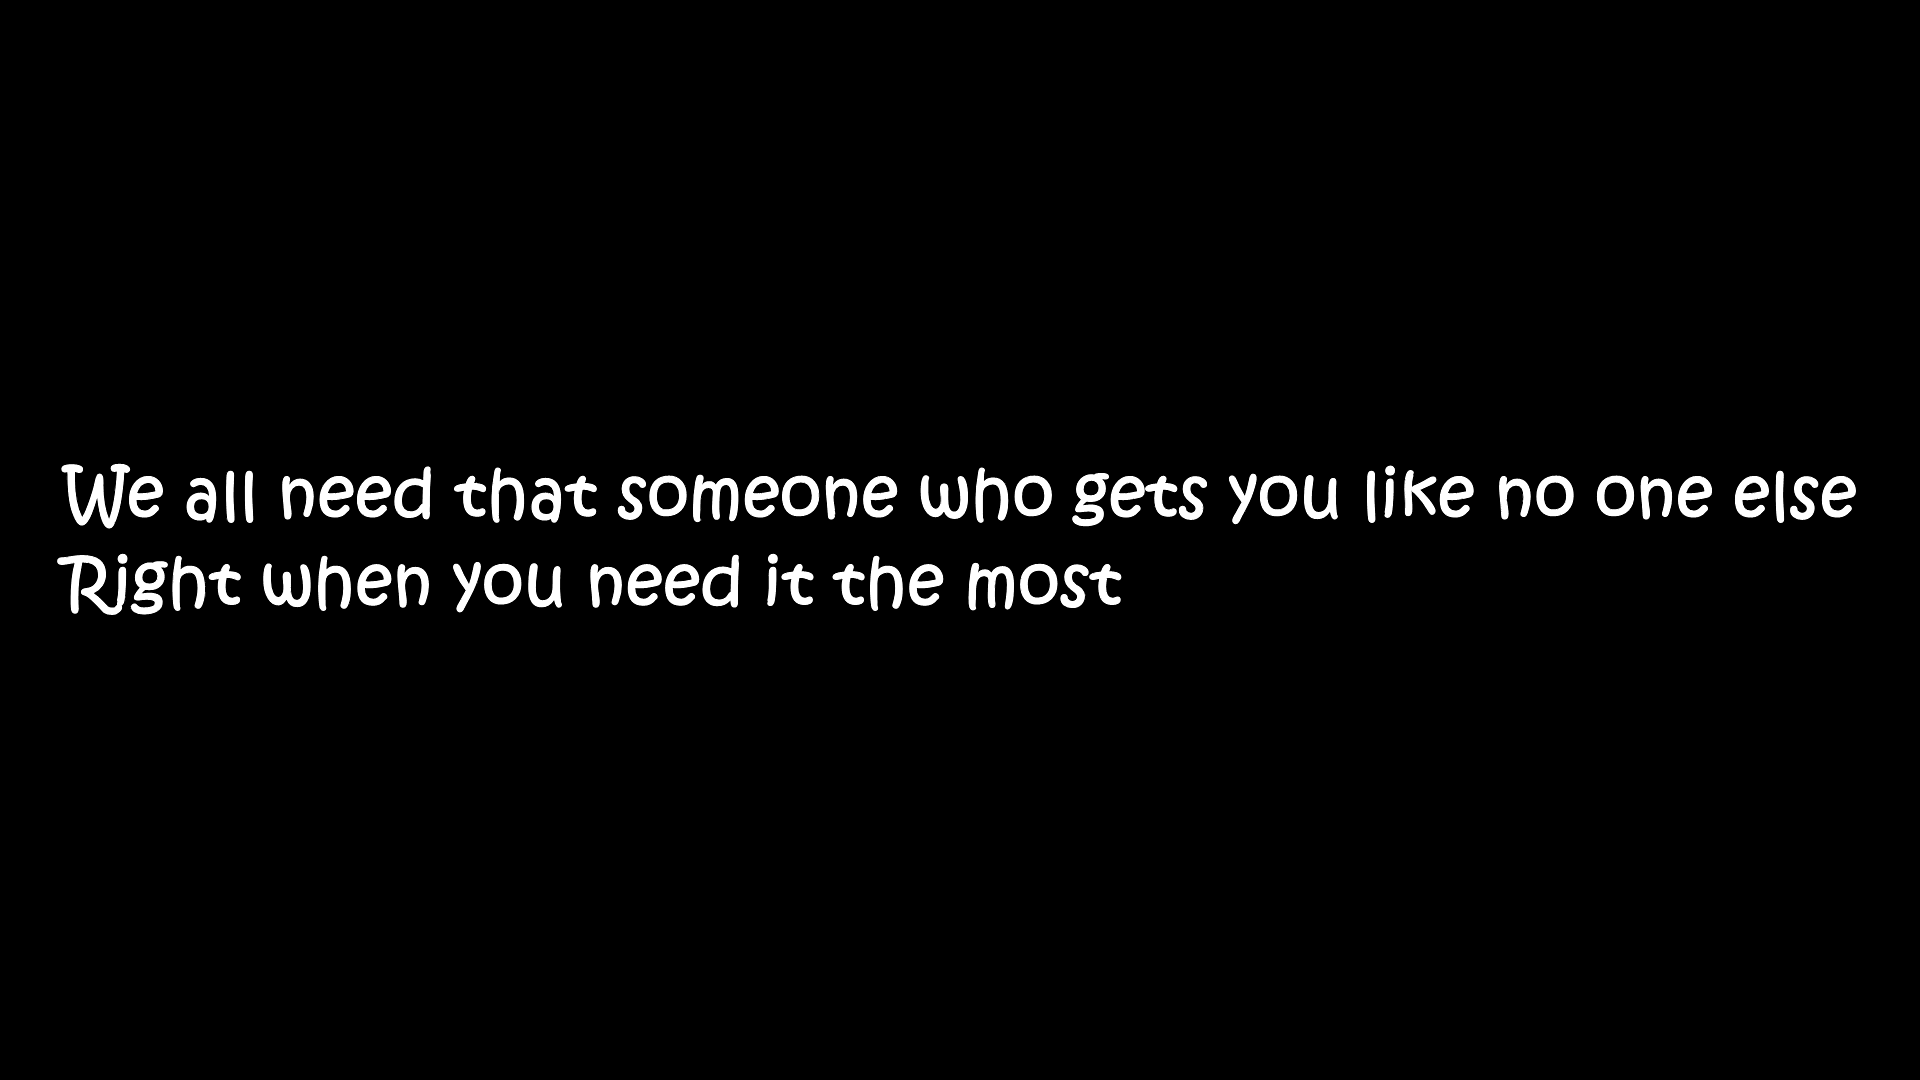 We all need that someone who gets you like no one else
Right when you need it the most